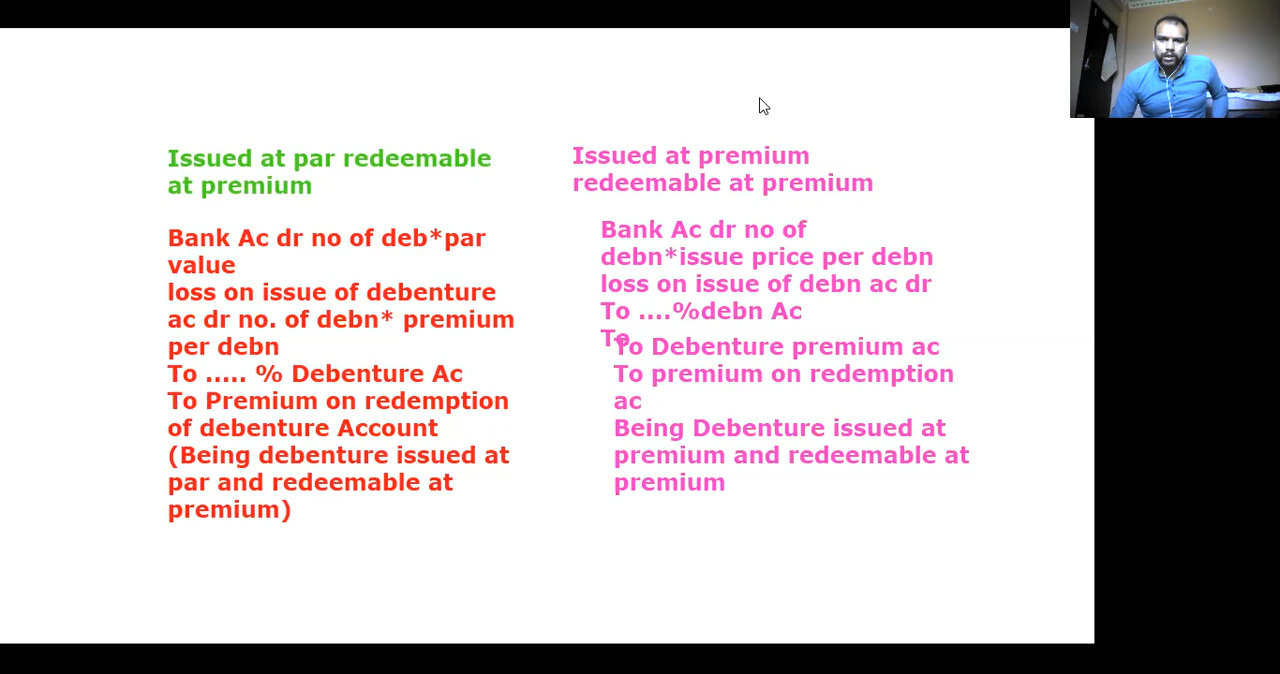 Issued at par redeemable
at premium
Bank Ac dr no of deb*par
value
loss on issue of debenture
ac dr no. of debn* premium
per debn
To ..... % Debenture Ac
To Premium on redemption
of debenture Account
(Being debenture issued at
par and redeemable at
premium)
Issued at premium
redeemable at premium
Bank Ac dr no of
debn*issue price per debn
loss on issue of debn ac dr
To ....%debn Ac
To
To Debenture premium ac
To premium on redemption
ac
Being Debenture issued at
premium and redeemable at
premium